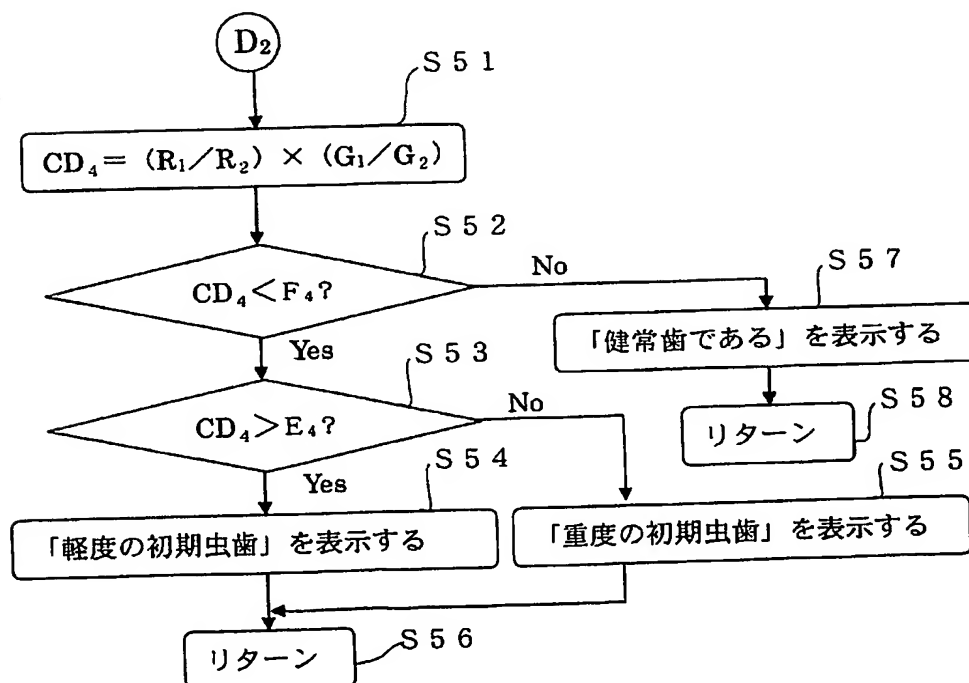 D₂
S51
CD₄＝(R₁/R₂)×(G₁/G₂)
S52
CD₄＜F₄?
No
S57
「健常歯である」を表示する
Yes
S53
CD₄＞E₄?
No
S58
リターン
S54
Yes
S55
「軽度の初期虫歯」を表示する
「重度の初期虫歯」を表示する
S56
リターン